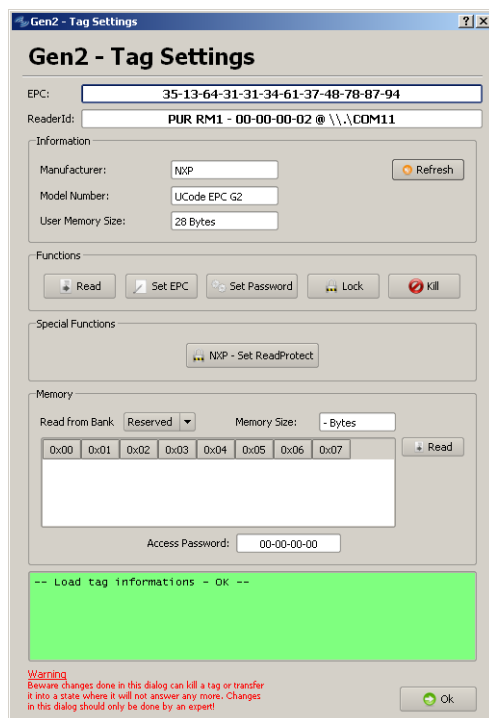 Gen2 - Tag Settings
Gen2 - Tag Settings
EPC: 35-13-64-31-31-34-61-37-48-78-87-94
ReaderId: PUR RM1 - 00-00-00-02 @ \\.\COM11
Information
Manufacturer: NXP Refresh
Model Number: UCode EPC G2
User Memory Size: 28 Bytes
Functions
Read Set EPC Set Password Lock Kill
Special Functions
NXP - Set ReadProtect
Memory
Read from Bank Reserved Memory Size: - Bytes
0x00 0x01 0x02 0x03 0x04 0x05 0x06 0x07 Read
Access Password: 00-00-00-00
-- Load tag informations - OK --
Warning
Beware changes done in this dialog can kill a tag or transfer
it into a state where it will not answer any more. Changes
in this dialog should only be done by an expert!
Ok